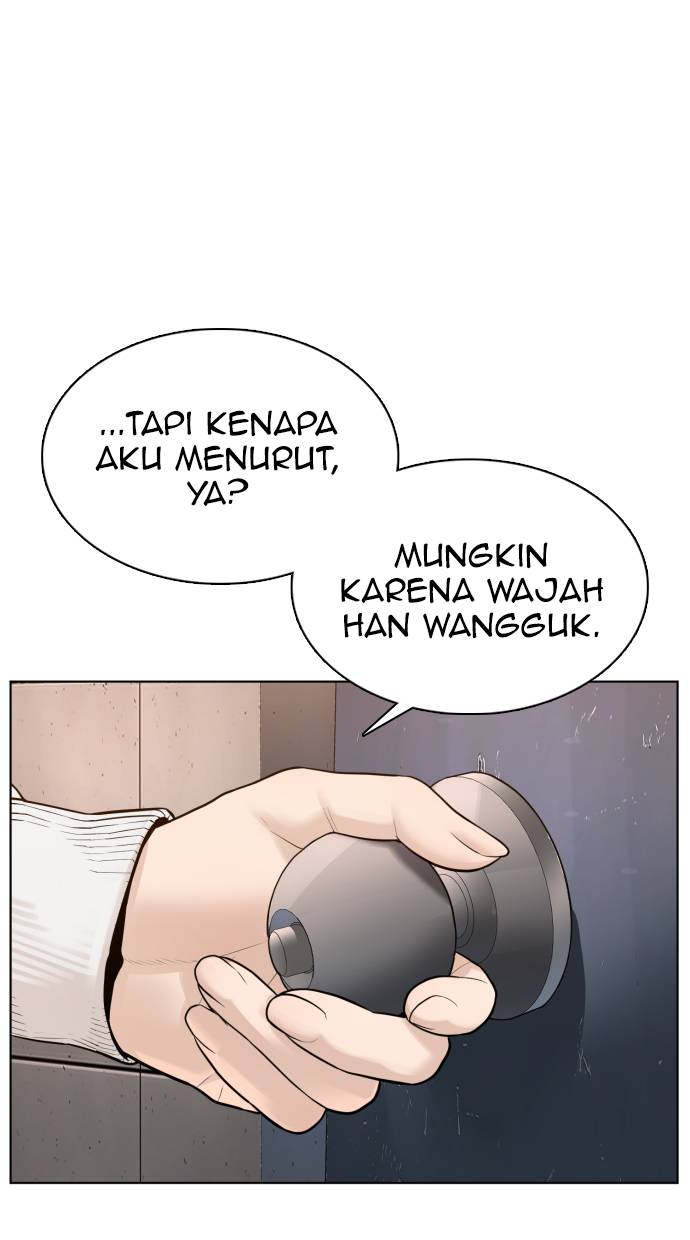 ...TAPI KENAPA
AKU MENURUT,
YA?
MUNGKIN
KARENA WAJAH
HAN WANGGUK.